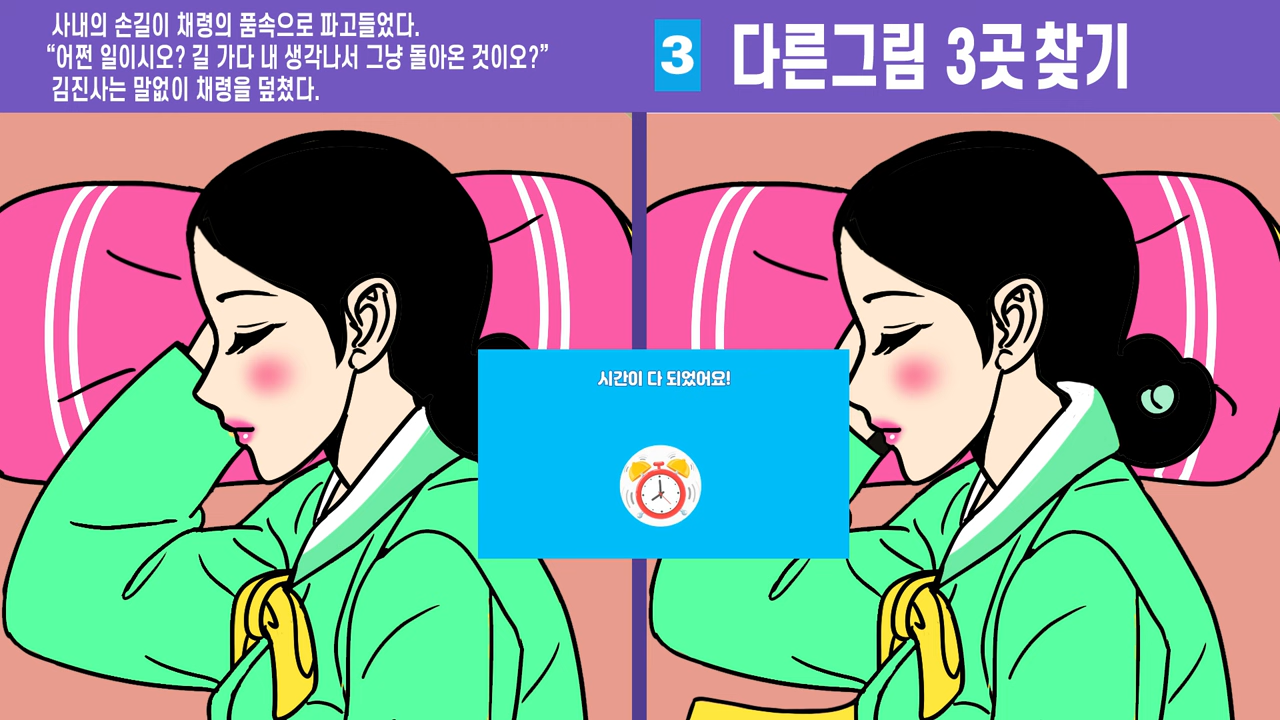 사내의 손길이 채령의 품속으로 파고들었다.
“어쩐 일이시오? 길 가다 내 생각나서 그냥 돌아온 것이오?”
김진사는 말없이 채령을 덮쳤다.
3 다른그림 3곳 찾기
시간이 다 되었어요!